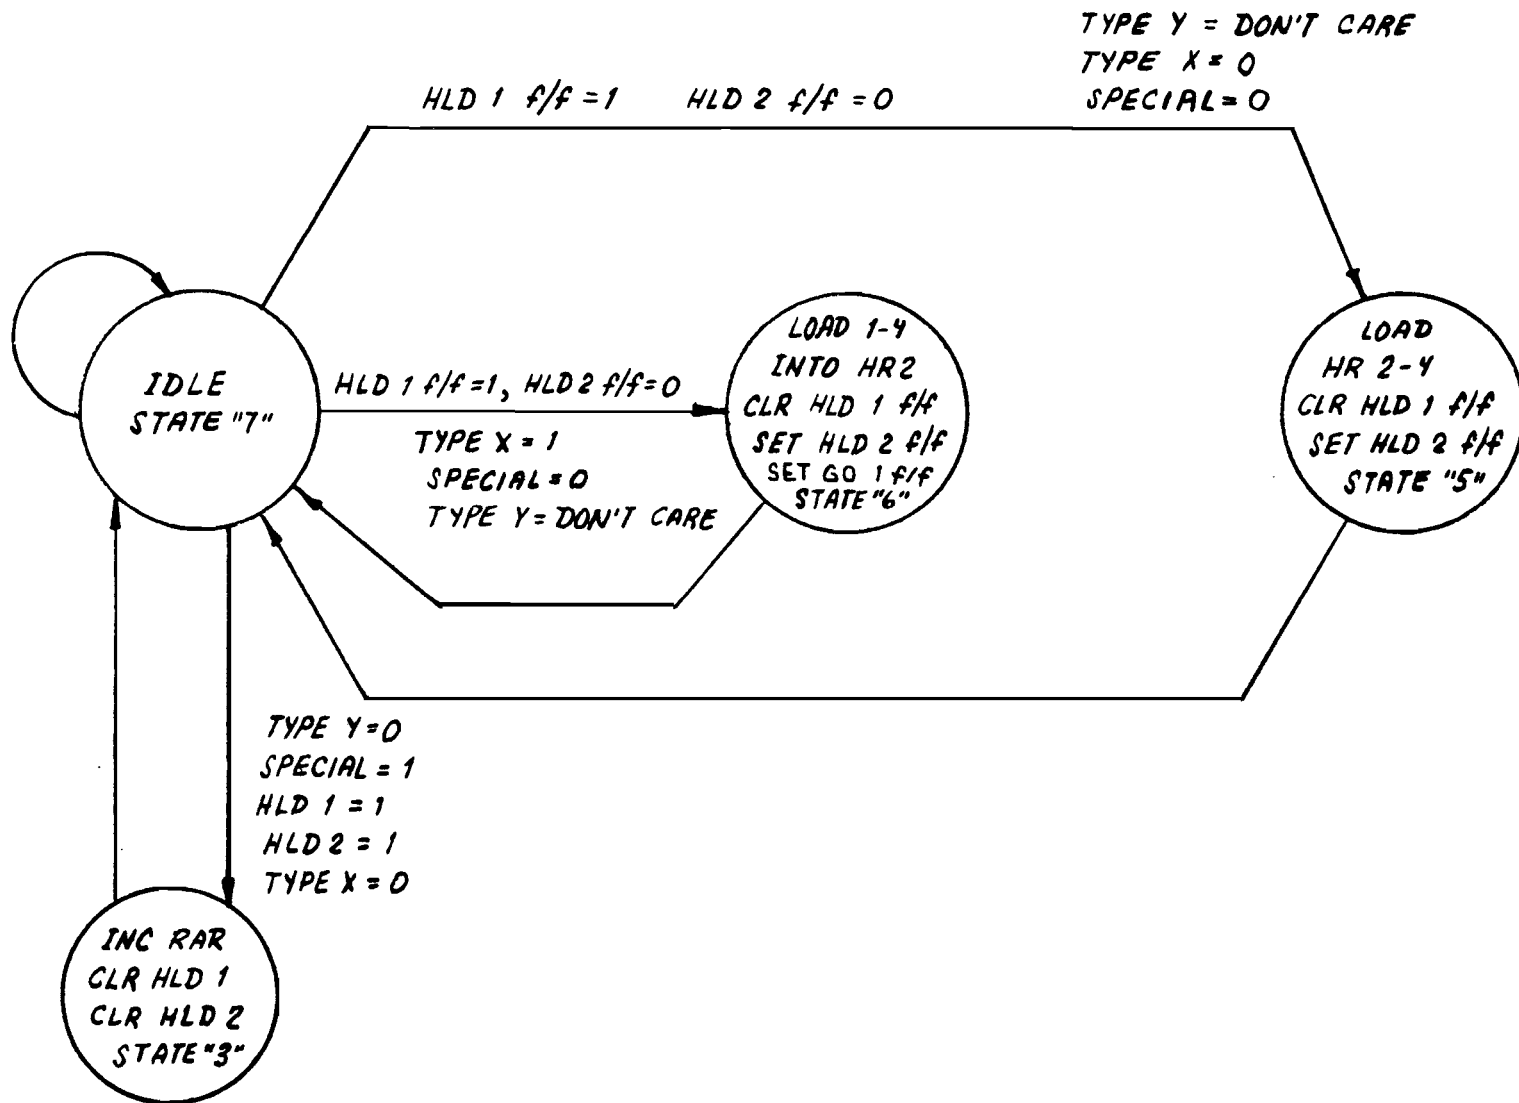 TYPE Y = DON'T CARE
TYPE X = 0
SPECIAL = 0
HLD 1 f/f = 1 HLD 2 f/f = 0
IDLE
STATE "7"
HLD 1 f/f = 1, HLD 2 f/f = 0
TYPE X = 1
SPECIAL = 0
TYPE Y = DON'T CARE
LOAD 1-4
INTO HR2
CLR HLD 1 f/f
SET HLD 2 f/f
SET GO 1 f/f
STATE "6"
LOAD
HR 2-4
CLR HLD 1 f/f
SET HLD 2 f/f
STATE "5"
TYPE Y = 0
SPECIAL = 1
HLD 1 = 1
HLD 2 = 1
TYPE X = 0
INC RAR
CLR HLD 1
CLR HLD 2
STATE "3"